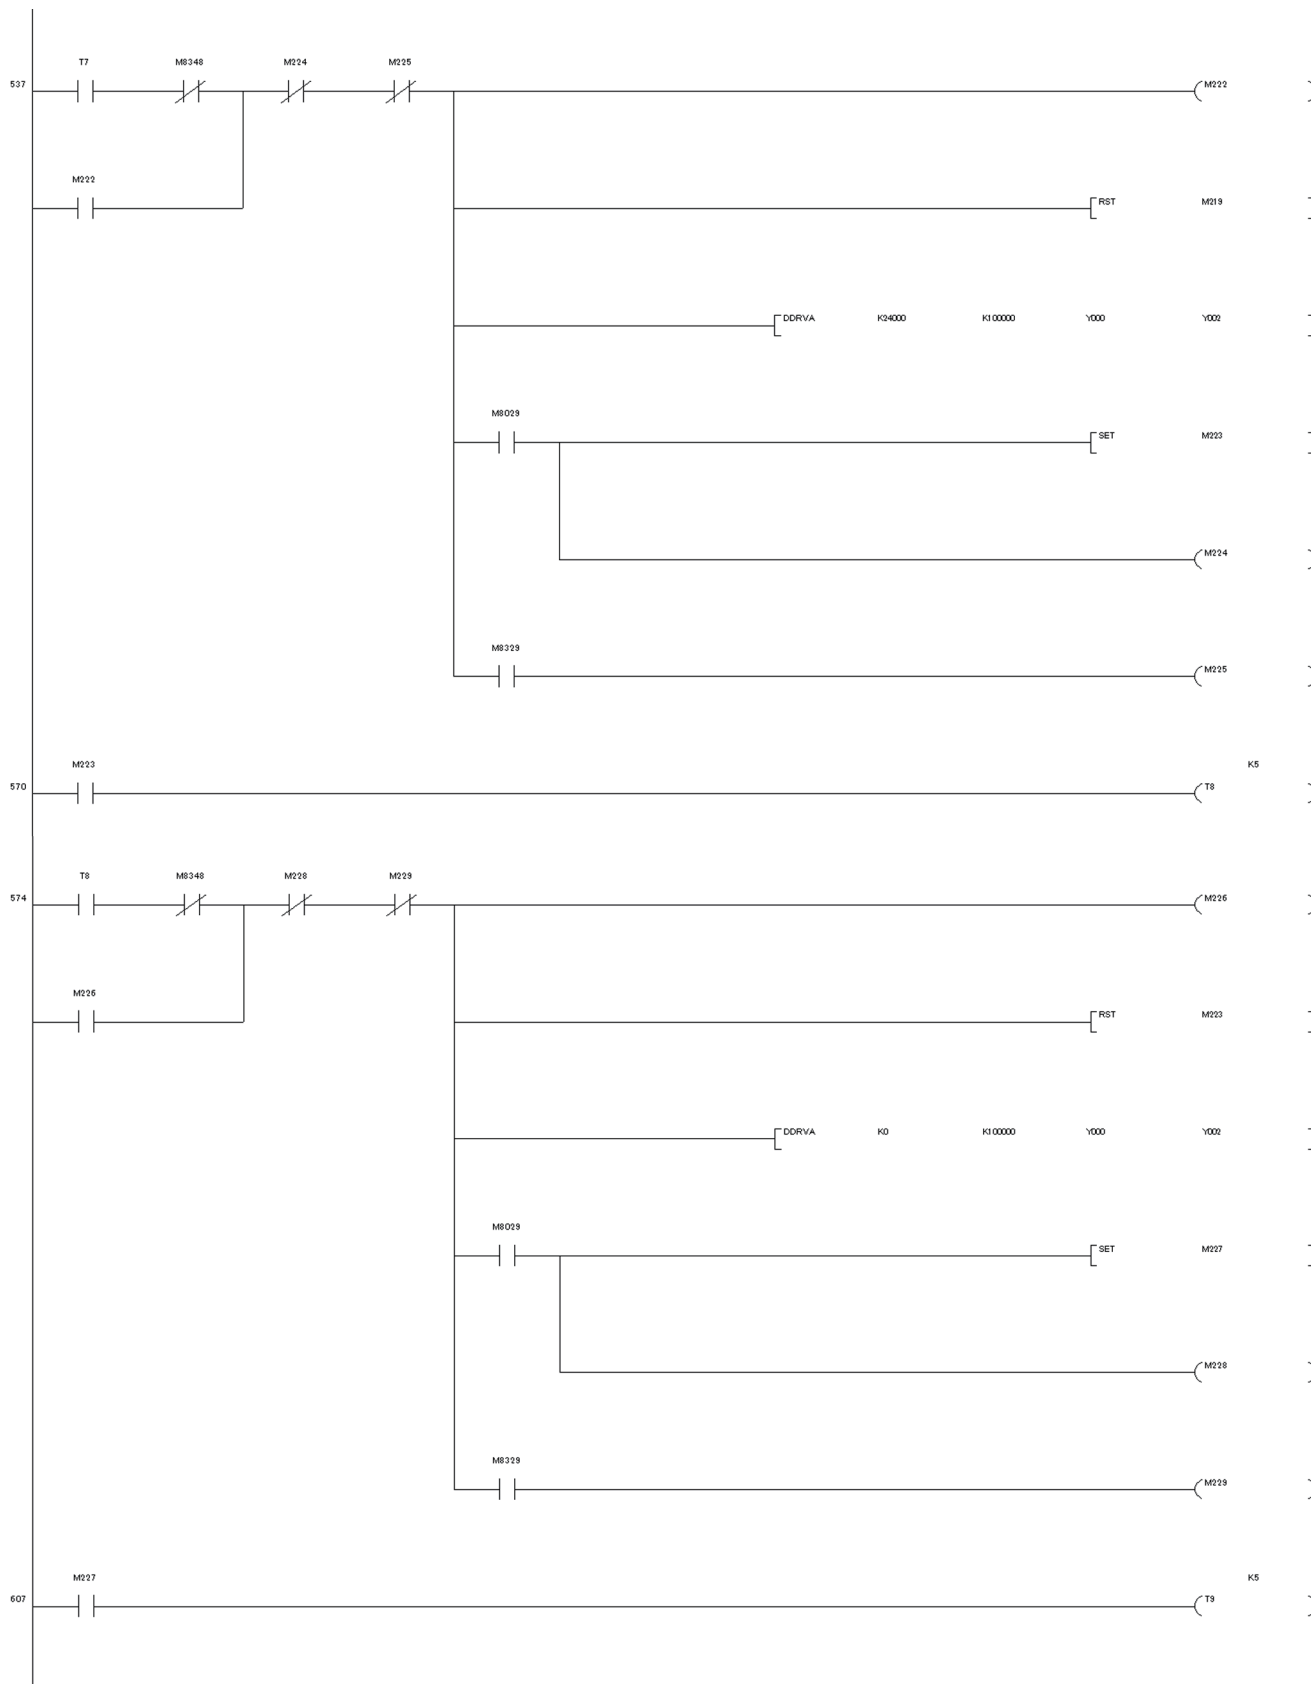 T7 M8348 M224 M225
537 M222
M222
RST M219
DDRVA K24000 K100000 Y000 Y002
M8029
SET M223
M224
M8329
M225
M223 K5
570 T8
T8 M8348 M228 M229
574 M226
M226
RST M223
DDRVA K0 K100000 Y000 Y002
M8029
SET M227
M228
M8329
M229
M227 K5
607 T9